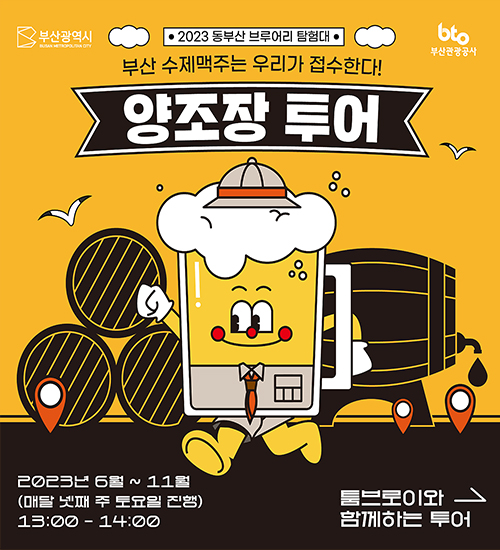 부산광역시
BUSAN METROPOLITAN CITY
bto
부산관광공사
2023 동부산 브루어리 탐험대
부산 수제맥주는 우리가 접수한다!
양조장 투어
2023년 6월 ~ 11월
(매달 넷째 주 토요일 진행)
13:00 - 14:00
툼브로이와
함께하는 투어